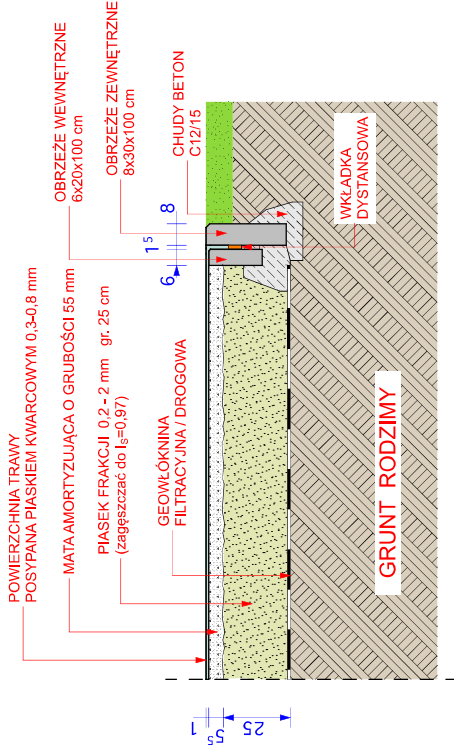 POWIERZCHNIA TRAWY
POSYPANA PIASKIEM KWARCOWYM 0,3-0,8 mm
MATA AMORTYZUJĄCA O GRUBOŚCI 55 mm
PIASEK FRAKCJI 0,2 - 2 mm gr. 25 cm
(zagęszczać do Is=0,97)
GEOWŁÓKNINA
FILTRACYJNA / DROGOWA
OBRZEŻE WEWNĘTRZNE
6x20x100 cm
OBRZEŻE ZEWNĘTRZNE
8x30x100 cm
CHUDY BETON
C12/15
WKŁADKA
DYSTANSOWA
6 1⁵ 8
1
5⁵
25
GRUNT RODZIMY